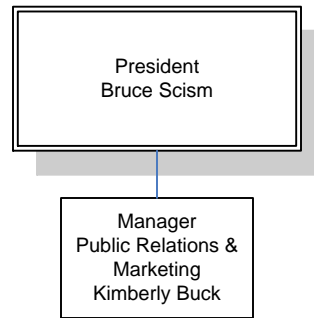 President
Bruce Scism
Manager
Public Relations &
Marketing
Kimberly Buck